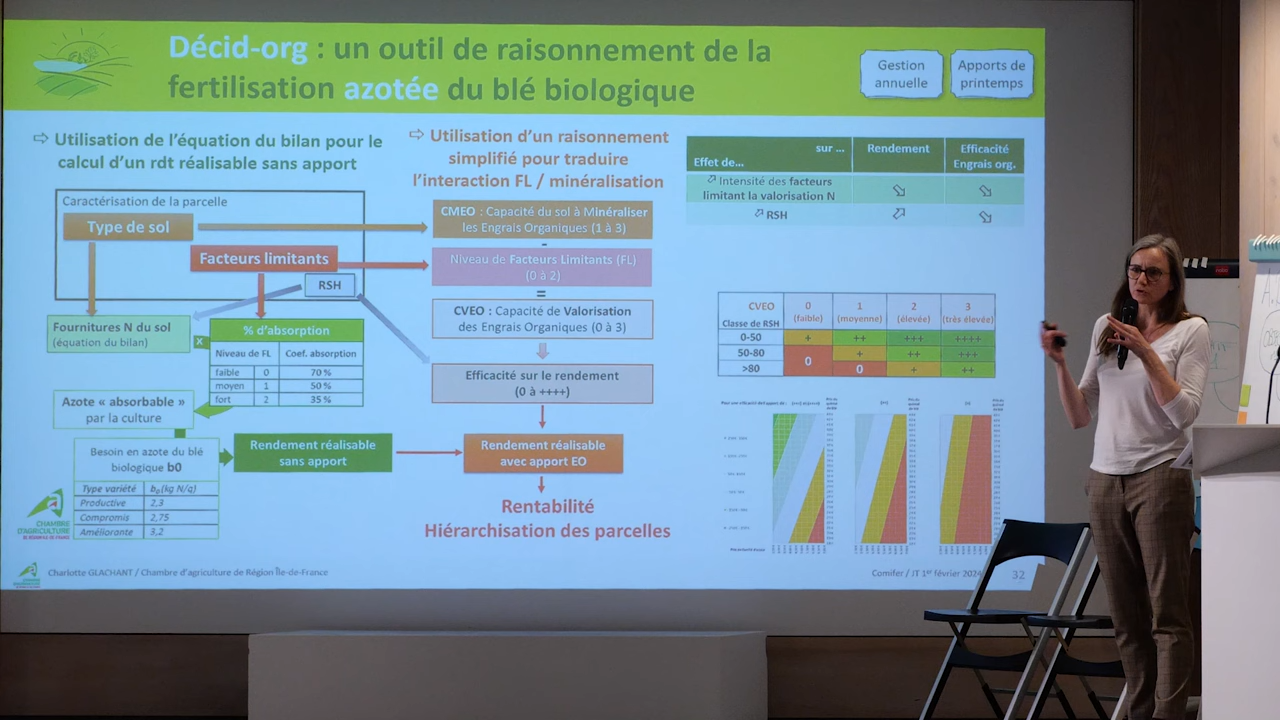 Décid-org : un outil de raisonnement de la
fertilisation azotée du blé biologique
Gestion
annuelle
Apports de
printemps
⇨ Utilisation de l'équation du bilan pour le
calcul d'un rdt réalisable sans apport
Caractérisation de la parcelle
Type de sol
Facteurs limitants
RSH
Fournitures N du sol
(équation du bilan)
x
% d'absorption
Niveau de FL Coef. absorption
faible 0 70 %
moyen 1 50 %
fort 2 35 %
Azote « absorbable »
par la culture
Besoin en azote du blé
biologique b0
Type variété b₀(kg N/q)
Productive 2,3
Compromis 2,75
Améliorante 3,2
Rendement réalisable
sans apport
⇨ Utilisation d'un raisonnement
simplifié pour traduire
l'interaction FL / minéralisation
CMEO : Capacité du sol à Minéraliser
les Engrais Organiques (1 à 3)
-
Niveau de Facteurs Limitants (FL)
(0 à 2)
=
CVEO : Capacité de Valorisation
des Engrais Organiques (0 à 3)
Efficacité sur le rendement
(0 à ++++)
Rendement réalisable
avec apport EO
Rentabilité
Hiérarchisation des parcelles
sur ... Rendement Efficacité
Effet de... Engrais org.
Intensité des facteurs
limitant la valorisation N
RSH
CVEO 0 1 2 3
Classe de RSH (faible) (moyenne) (élevée) (très élevée)
0-50 + ++ +++ ++++
50-80 0 + ++ +++
>80 0 + ++
CHAMBRE
D'AGRICULTURE
Charlotte GLACHANT / Chambre d'agriculture de Région Île-de-France
Comifer / JT 1er février 2024
32